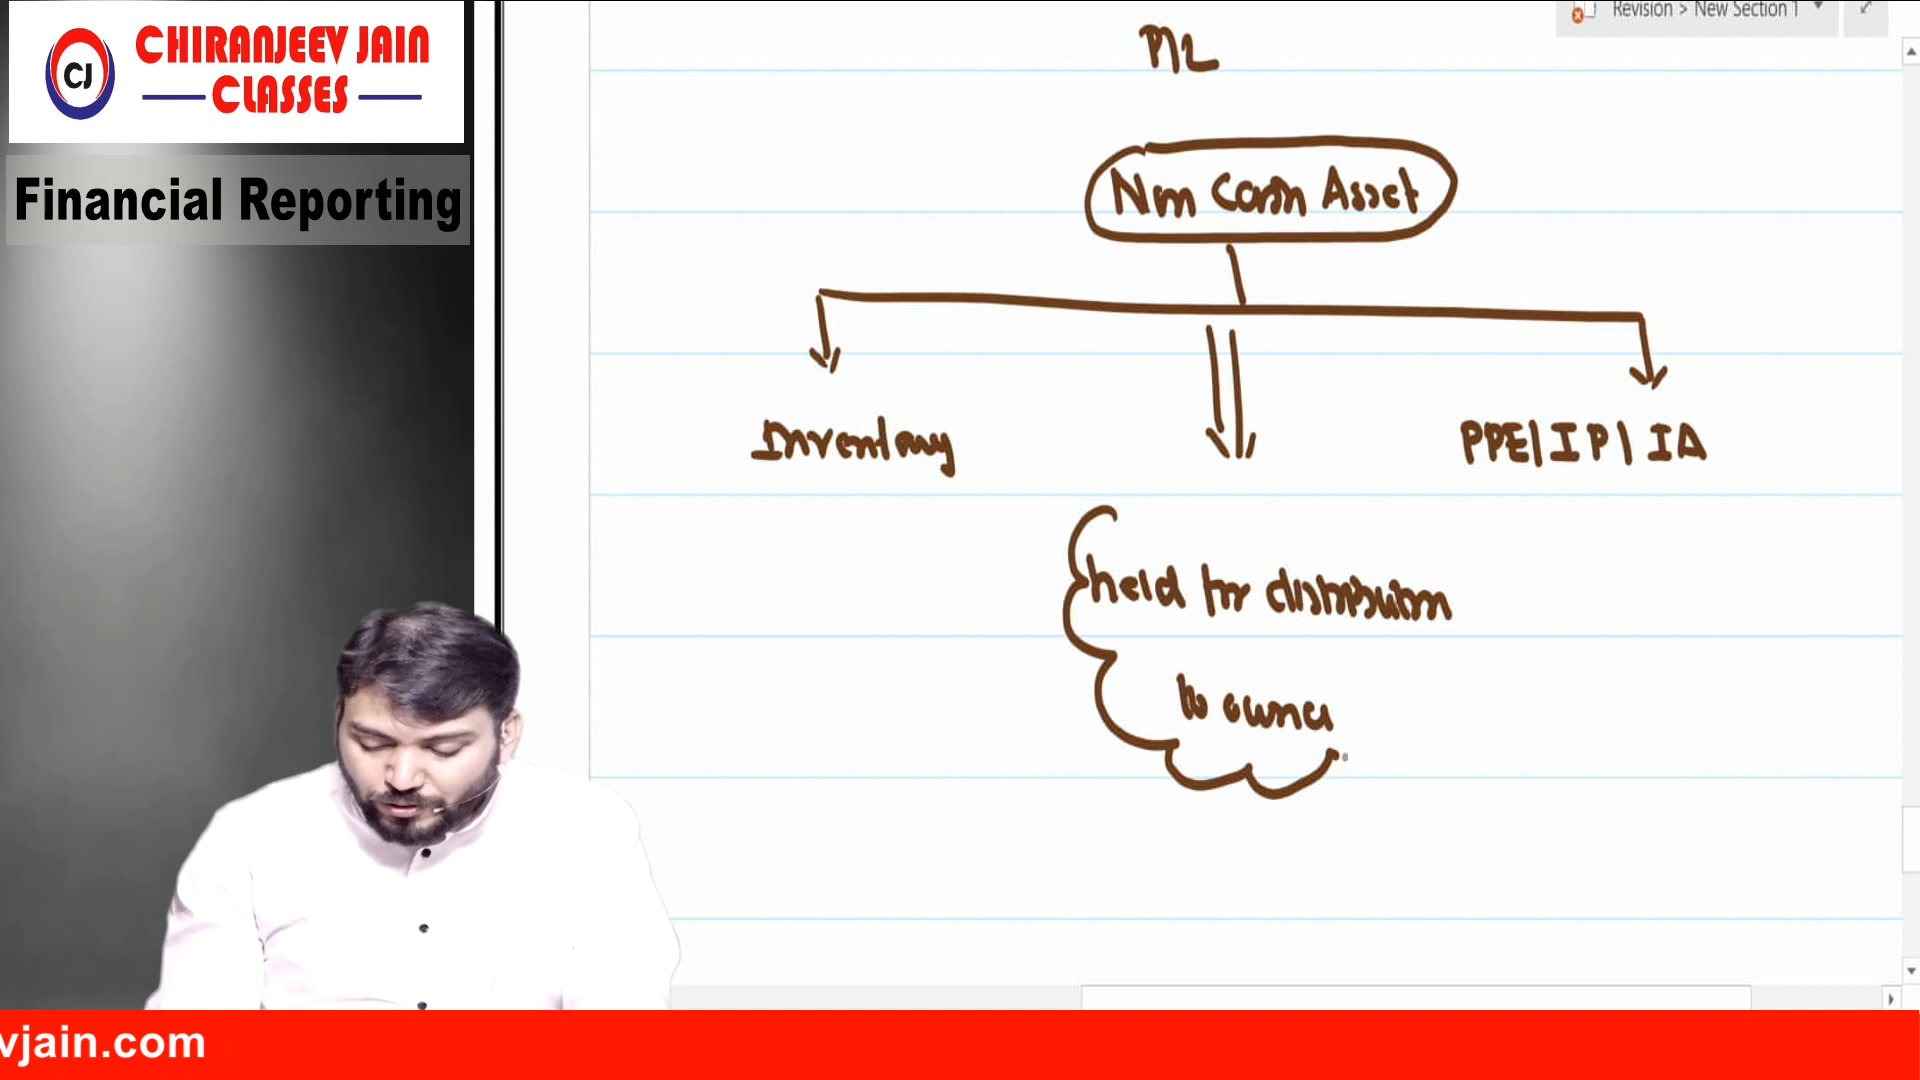 CHIRANJEEV JAIN
CJ
CLASSES
Financial Reporting
Revision > New Section 1
P/L
Non Cash Asset
Inventory
PPE/IP/IA
held for distribution
to owner
vjain.com